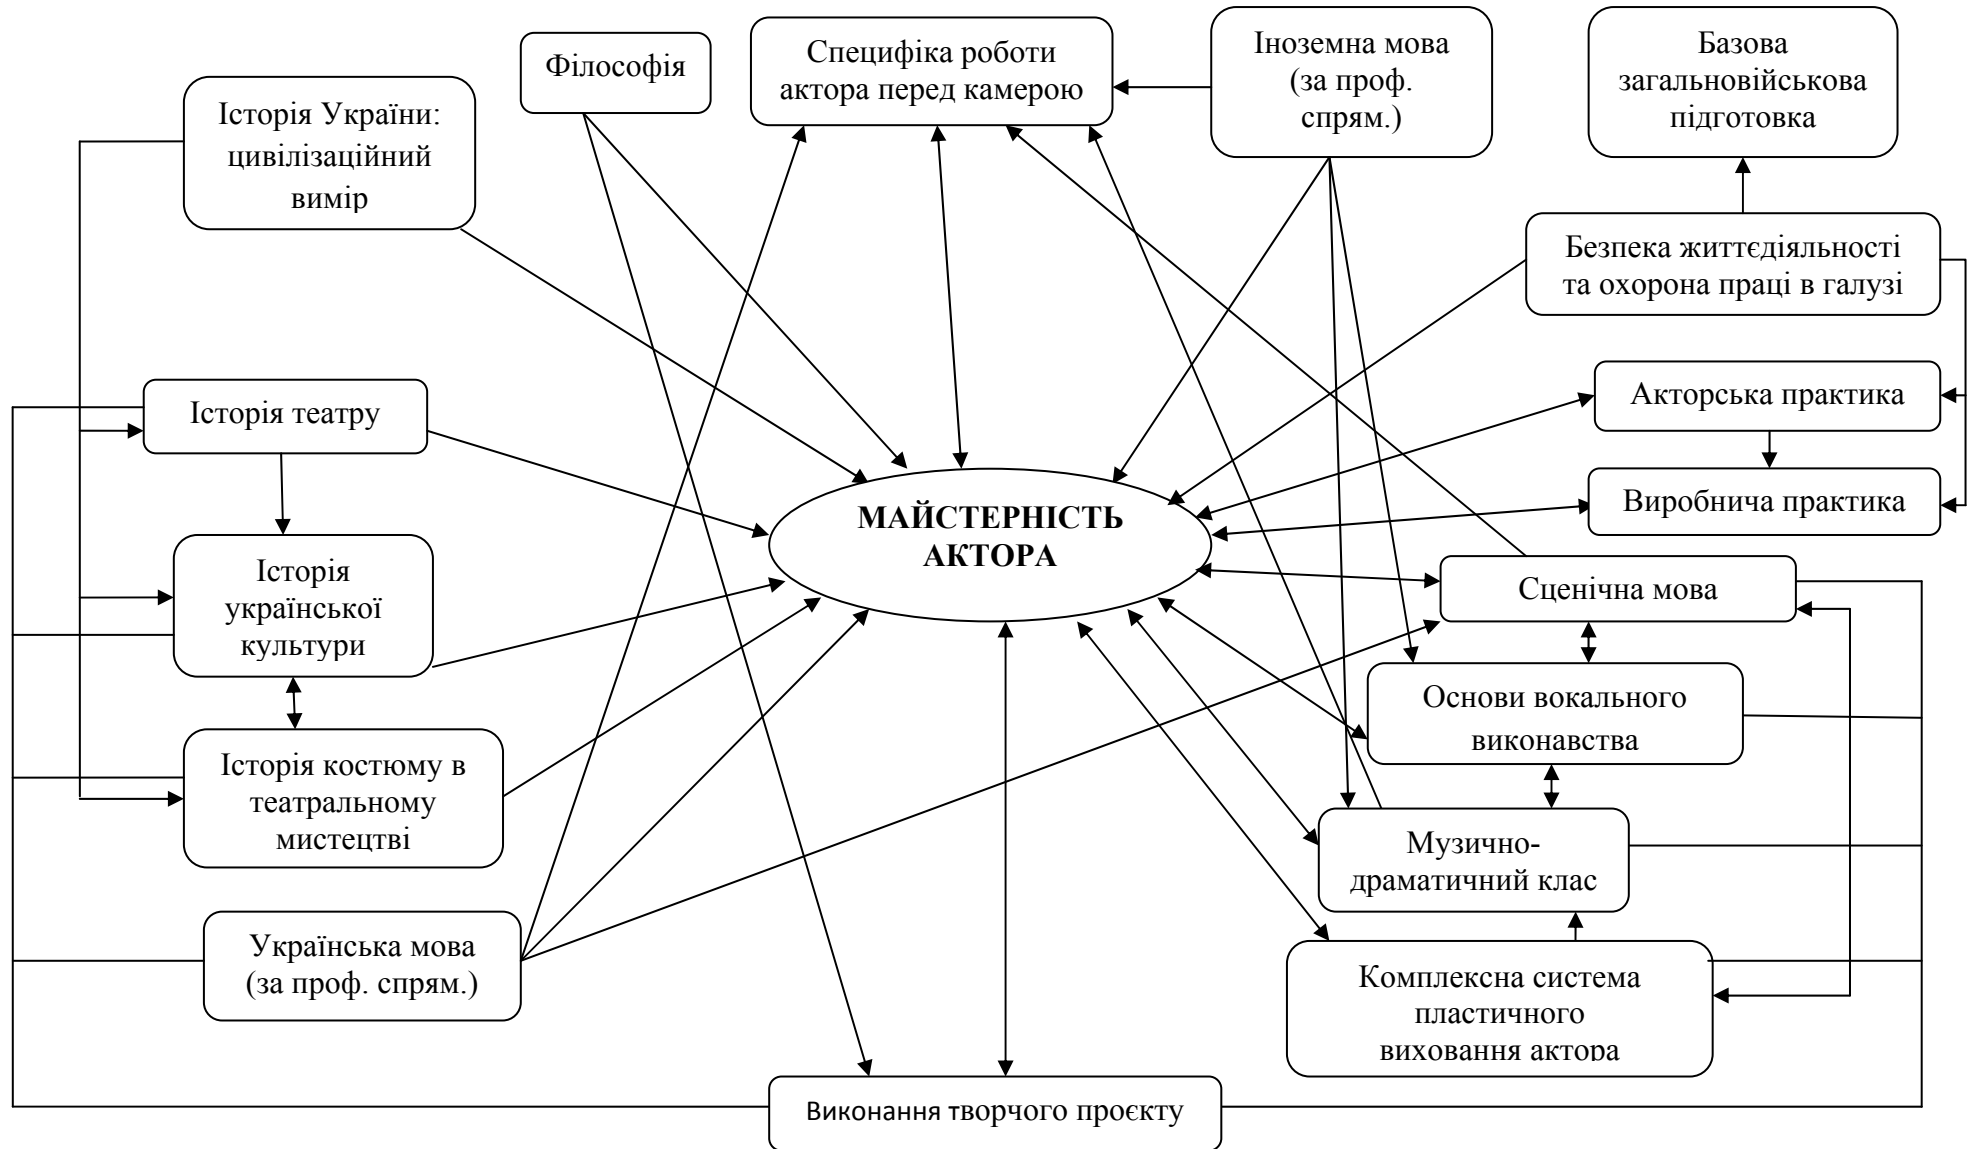 Філософія
Специфіка роботи
актора перед камерою
Іноземна мова
(за проф.
спрям.)
Базова
загальновійськова
підготовка
Історія України:
цивілізаційний
вимір
Безпека життєдіяльності
та охорона праці в галузі
Історія театру
Акторська практика
Виробнича практика
МАЙСТЕРНІСТЬ
АКТОРА
Історія
української
культури
Сценічна мова
Основи вокального
виконавства
Історія костюму в
театральному
мистецтві
Музично-
драматичний клас
Українська мова
(за проф. спрям.)
Комплексна система
пластичного
виховання актора
Виконання творчого проєкту